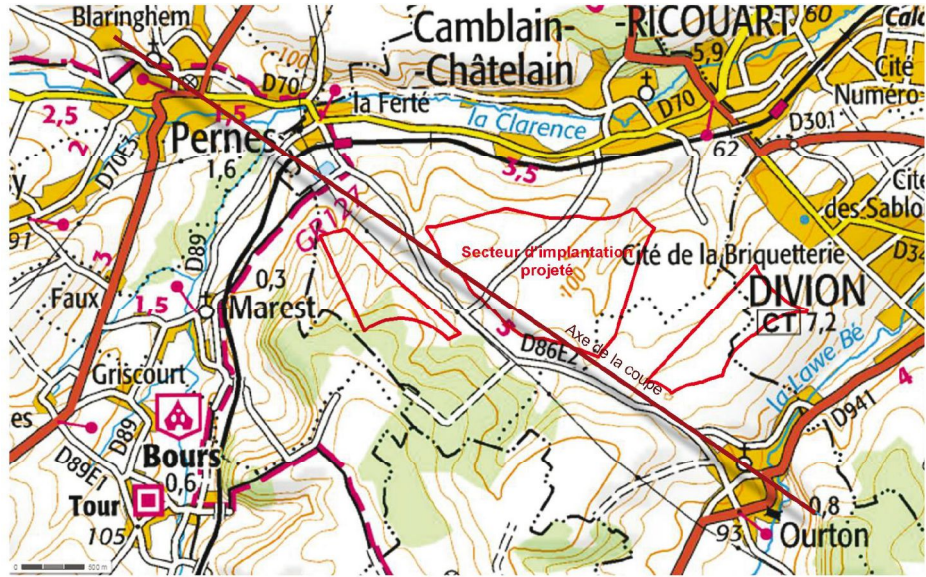 Blaringhem
Camblain-
-Châtelain
-RICOUART
60
Calo
5,9
Cité
Numéro
D70
la Ferté
D70
2,5
1,5
la Clarence
D301
2
D70E3
Pernes
1,6
3,5
62
y
Cité
des Sablo
91
GR127
Secteur d'implantation
projeté
Cité de la Briquetterie
D34
D89
3
0,3
100
DIVION
CT 7,2
Faux
1,5
Marest
3
D86E2
Axe de la coupe
la Lawe
Griscourt
4
es
D89
D941
D89E1
Bours
0,6
Tour
0,8
105
93
Ourton
0 500 m
100